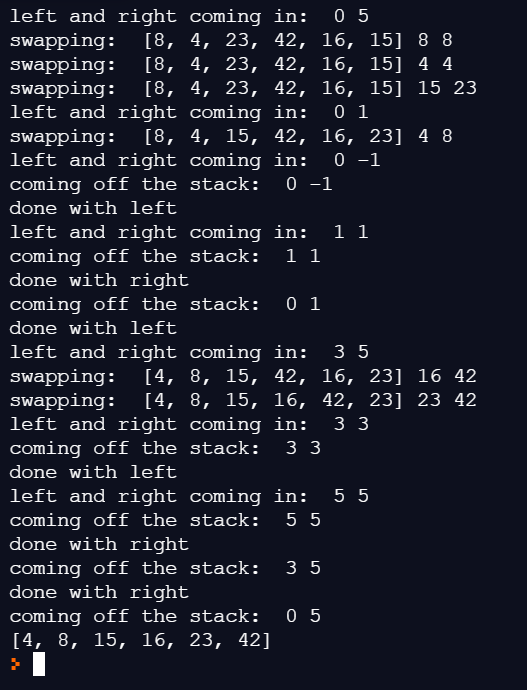 left and right coming in:  0 5
swapping:  [8, 4, 23, 42, 16, 15] 8 8
swapping:  [8, 4, 23, 42, 16, 15] 4 4
swapping:  [8, 4, 23, 42, 16, 15] 15 23
left and right coming in:  0 1
swapping:  [8, 4, 15, 42, 16, 23] 4 8
left and right coming in:  0 -1
coming off the stack:  0 -1
done with left
left and right coming in:  1 1
coming off the stack:  1 1
done with right
coming off the stack:  0 1
done with left
left and right coming in:  3 5
swapping:  [4, 8, 15, 42, 16, 23] 16 42
swapping:  [4, 8, 15, 16, 42, 23] 23 42
left and right coming in:  3 3
coming off the stack:  3 3
done with left
left and right coming in:  5 5
coming off the stack:  5 5
done with right
coming off the stack:  3 5
done with right
coming off the stack:  0 5
[4, 8, 15, 16, 23, 42]